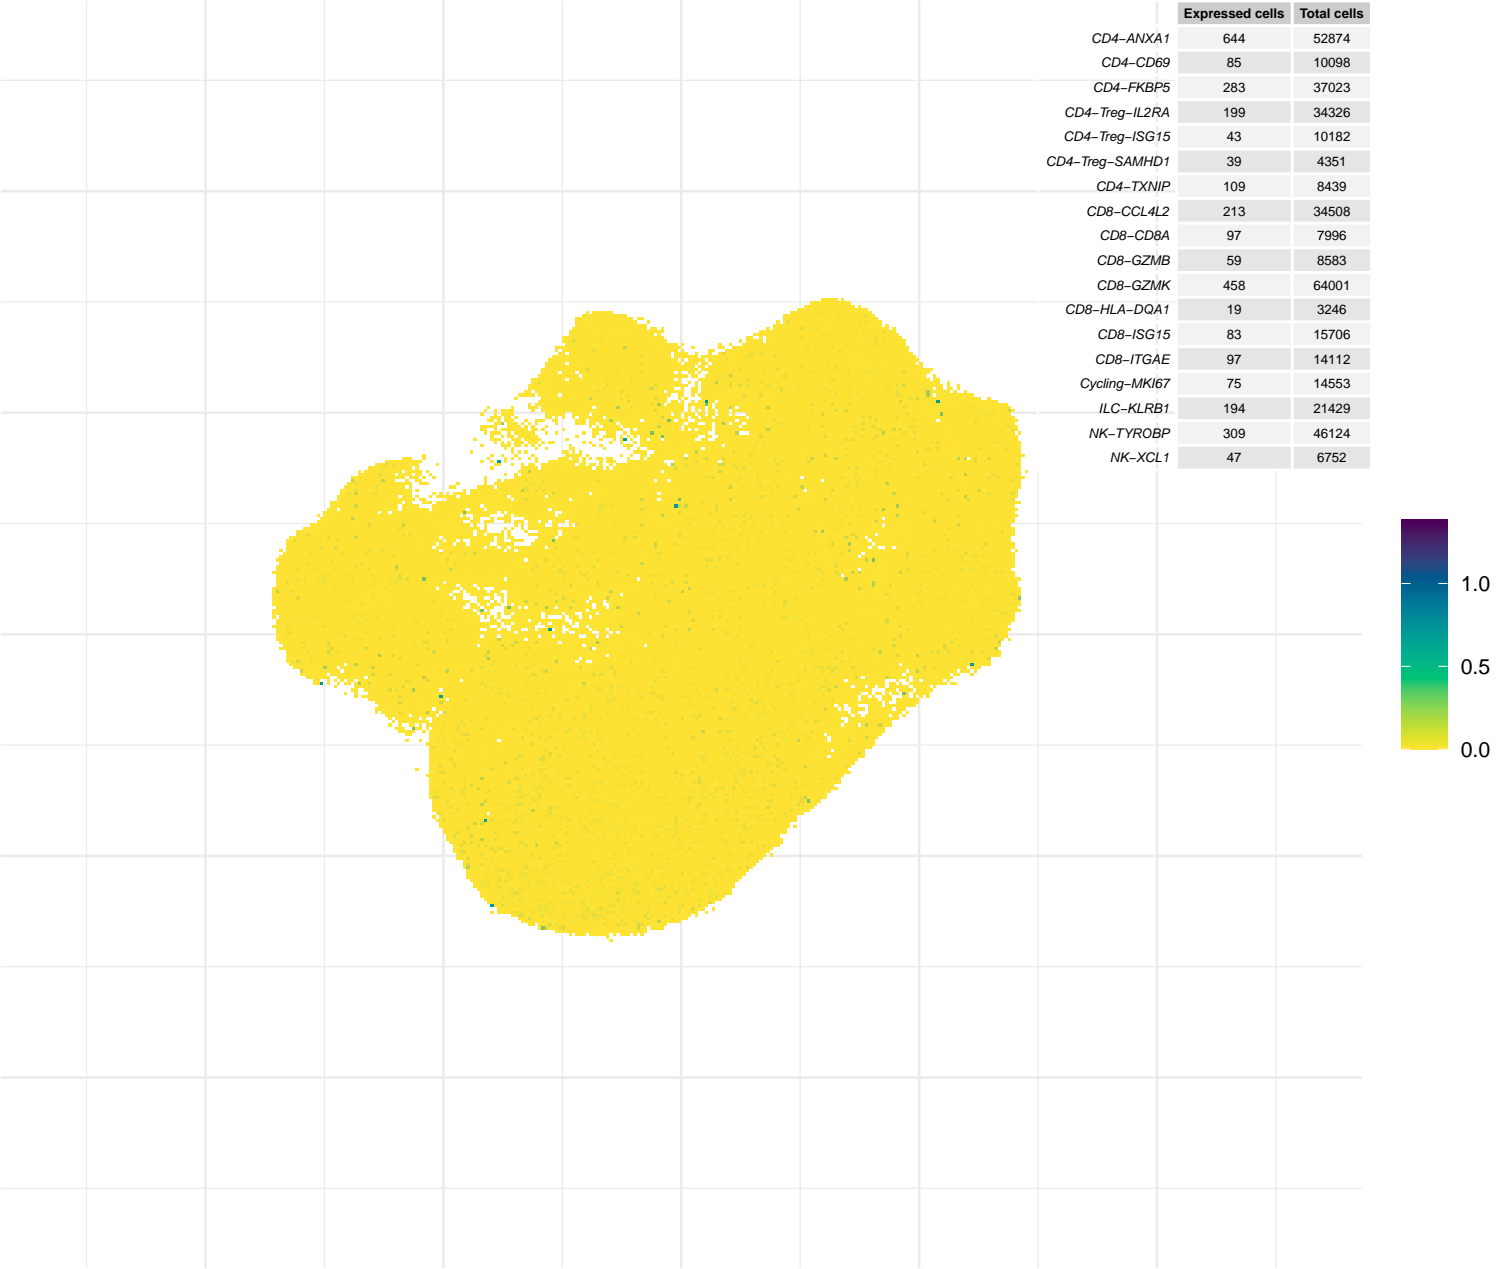 Expressed cells Total cells
CD4−ANXA1 644 52874
CD4−CD69 85 10098
CD4−FKBP5 283 37023
CD4−Treg−IL2RA 199 34326
CD4−Treg−ISG15 43 10182
CD4−Treg−SAMHD1 39 4351
CD4−TXNIP 109 8439
CD8−CCL4L2 213 34508
CD8−CD8A 97 7996
CD8−GZMB 59 8583
CD8−GZMK 458 64001
CD8−HLA−DQA1 19 3246
CD8−ISG15 83 15706
CD8−ITGAE 97 14112
Cycling−MKI67 75 14553
ILC−KLRB1 194 21429
NK−TYROBP 309 46124
NK−XCL1 47 6752
1.0
0.5
0.0